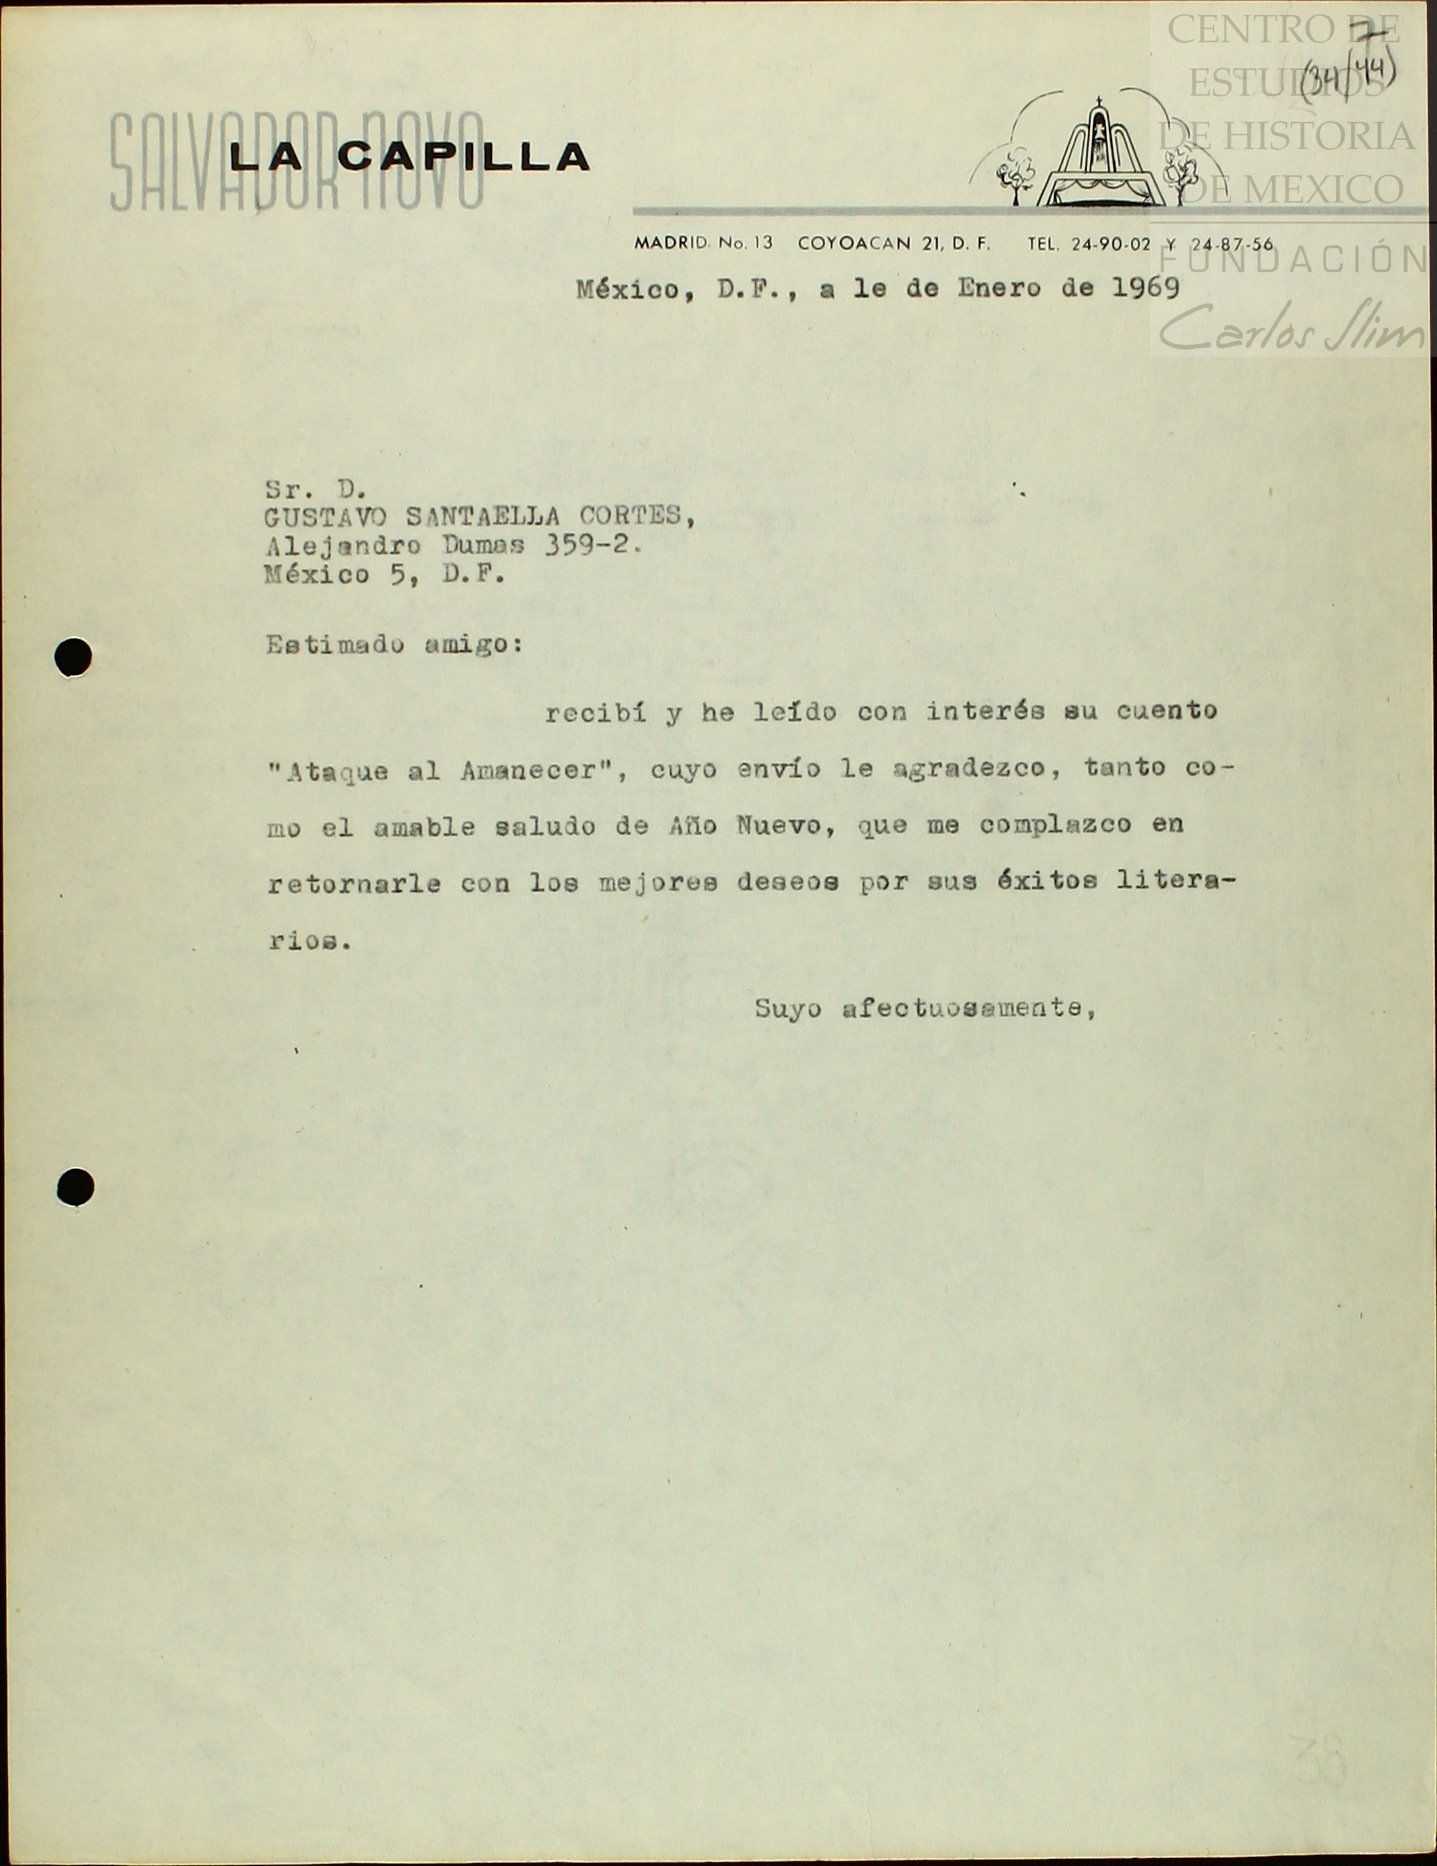 CENTRO DE
ESTUDIOS
DE HISTORIA
DE MEXICO
FUNDACIÓN
Carlos Slim
7
(34/44)
SALVADOR NOVO
LA CAPILLA
MADRID No. 13 COYOACAN 21, D. F. TEL. 24-90-02 Y 24-87-56
México, D.F., a 1e de Enero de 1969
Sr. D.
GUSTAVO SANTAELLA CORTES,
Alejandro Dumas 359-2.
México 5, D.F.
Estimado amigo:
recibí y he leído con interés su cuento
"Ataque al Amanecer", cuyo envío le agradezco, tanto co-
mo el amable saludo de Año Nuevo, que me complazco en
retornarle con los mejores deseos por sus éxitos litera-
rios.
Suyo afectuosamente,